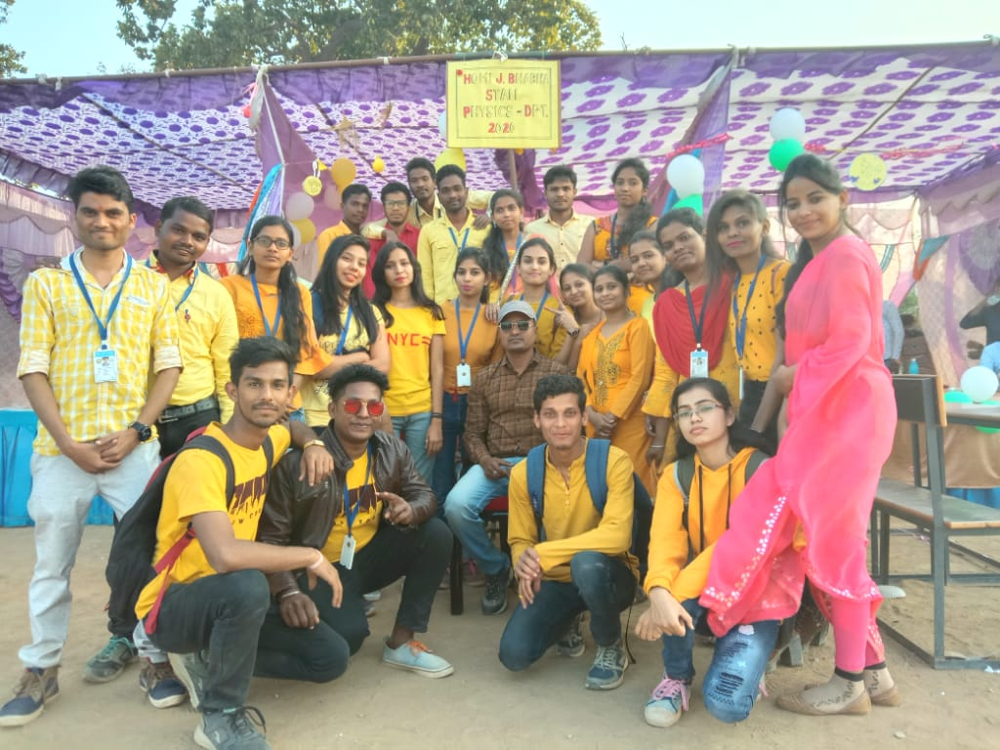 *HOMI J. BHABHA
STALL
PHYSICS - DPT.
2020
NYC